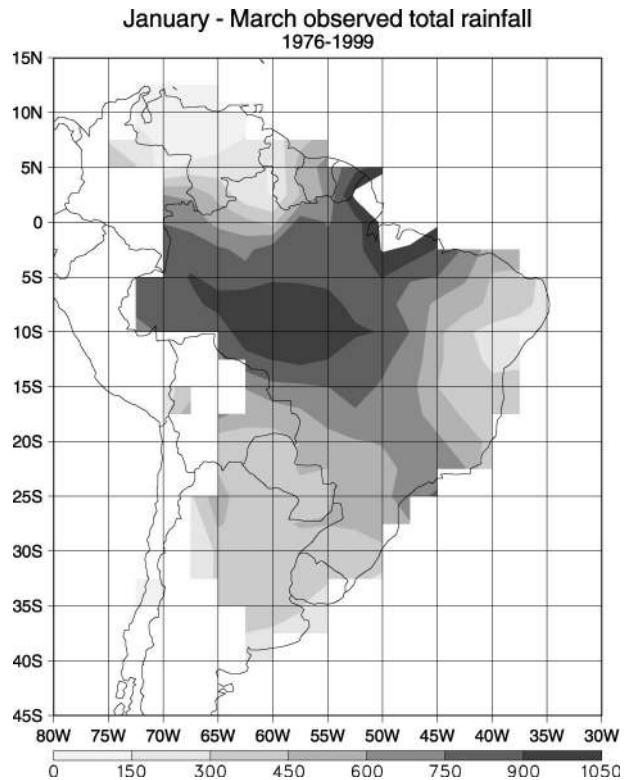 January - March observed total rainfall
1976-1999
15N
10N
5N
0
5S
10S
15S
20S
25S
30S
35S
40S
45S
80W 75W 70W 65W 60W 55W 50W 45W 40W 35W 30W
0 150 300 450 600 750 900 1050